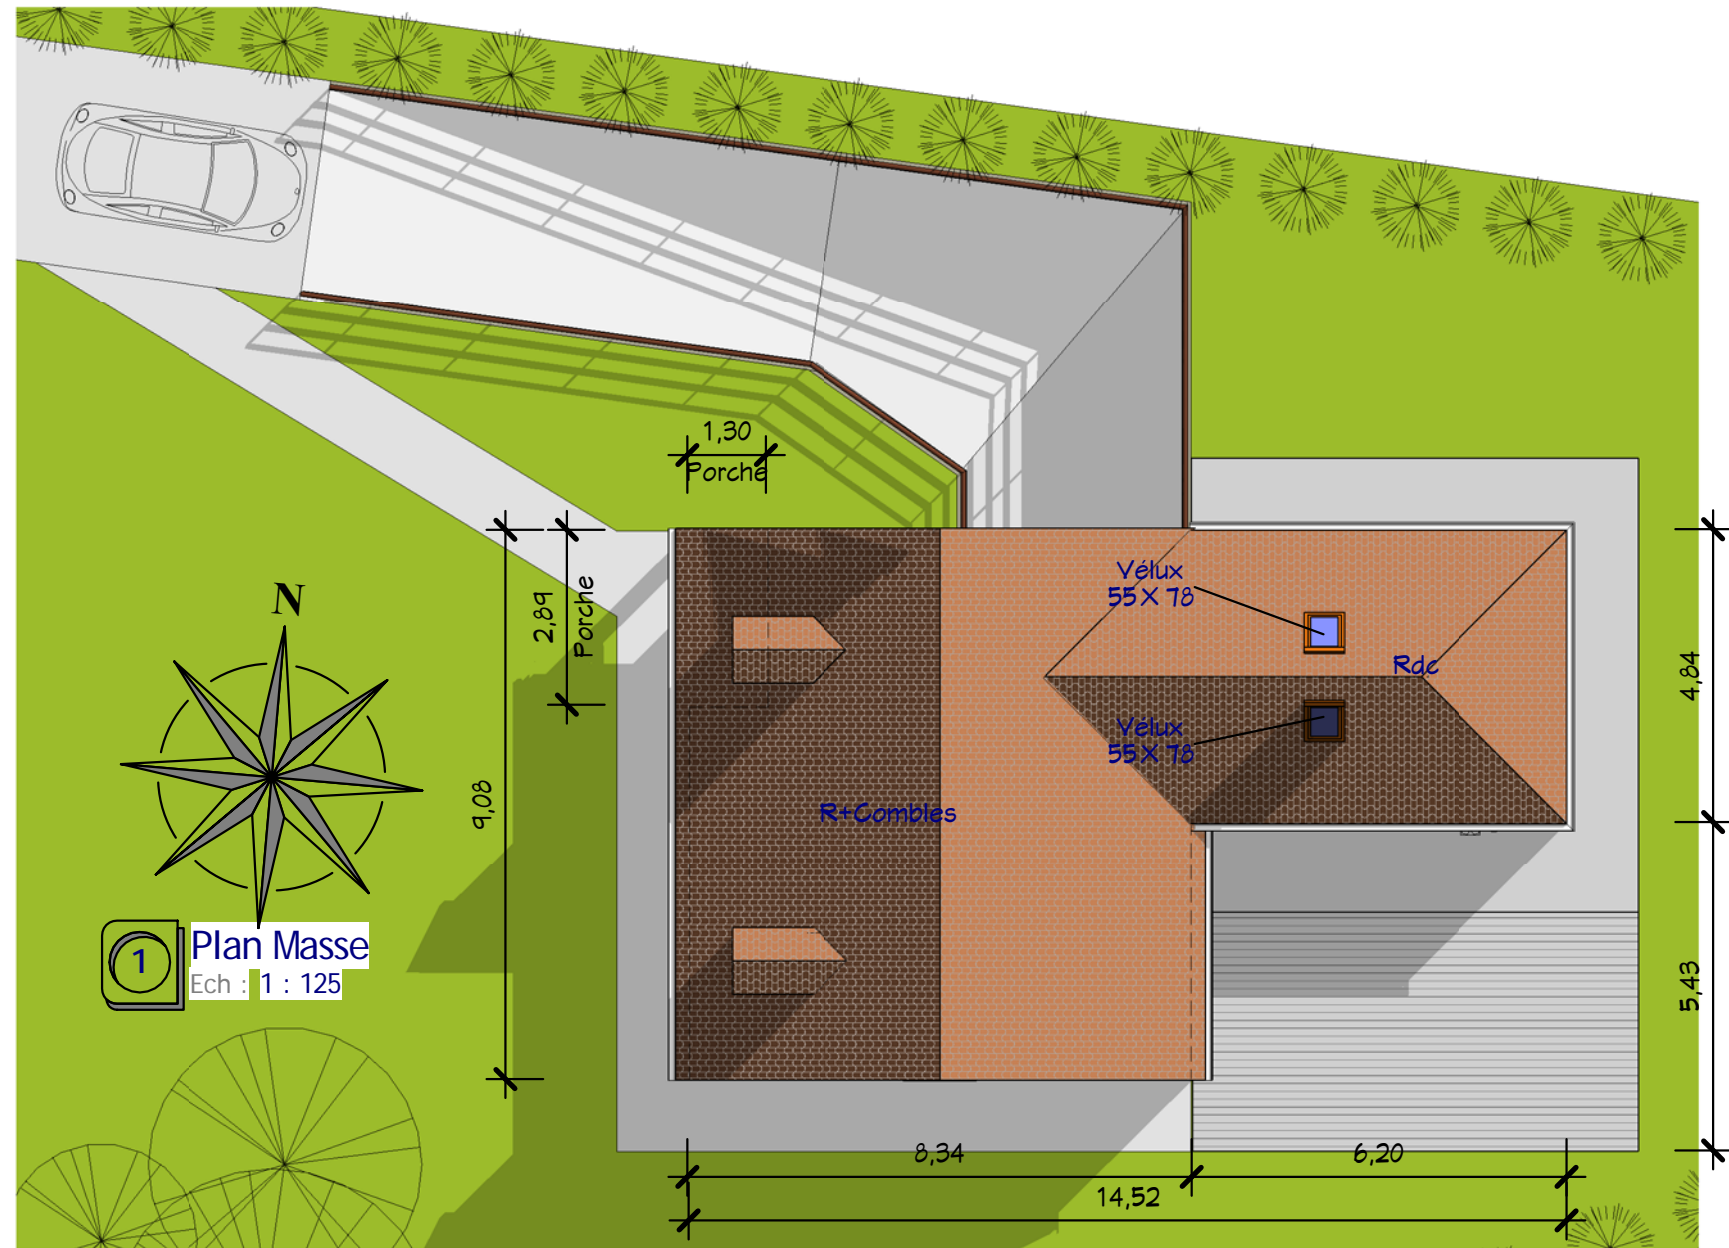 1,30
Porche
2,89
Porche
Vélux
55 X 78
Rdc
4,84
N
Vélux
55 X 78
9,08
R+Combles
1
Plan Masse
Ech : 1 : 125
5,43
8,34
6,20
14,52